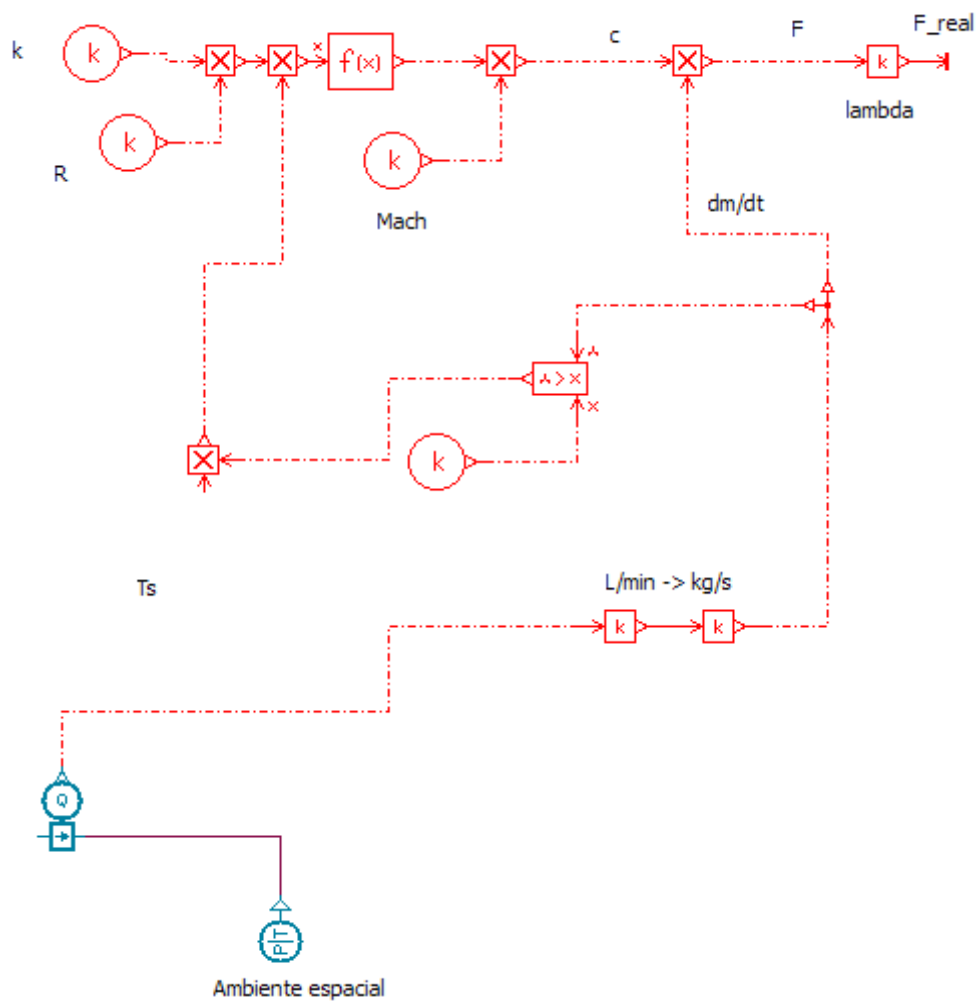 k
k
x
f(x)
c
F
F_real
k
lambda
k
R
k
Mach
dm/dt
y
y>x
x
k
Ts
L/min -> kg/s
k
k
Q
P|T
Ambiente espacial